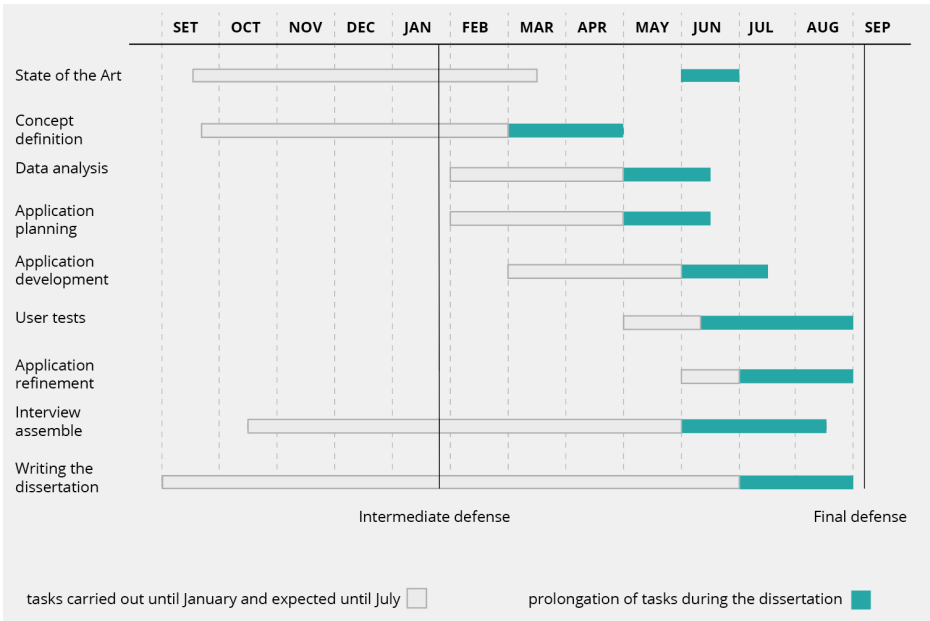 SET OCT NOV DEC JAN FEB MAR APR MAY JUN JUL AUG SEP
State of the Art
Concept
definition
Data analysis
Application
planning
Application
development
User tests
Application
refinement
Interview
assemble
Writing the
dissertation
Intermediate defense Final defense
tasks carried out until January and expected until July prolongation of tasks during the dissertation